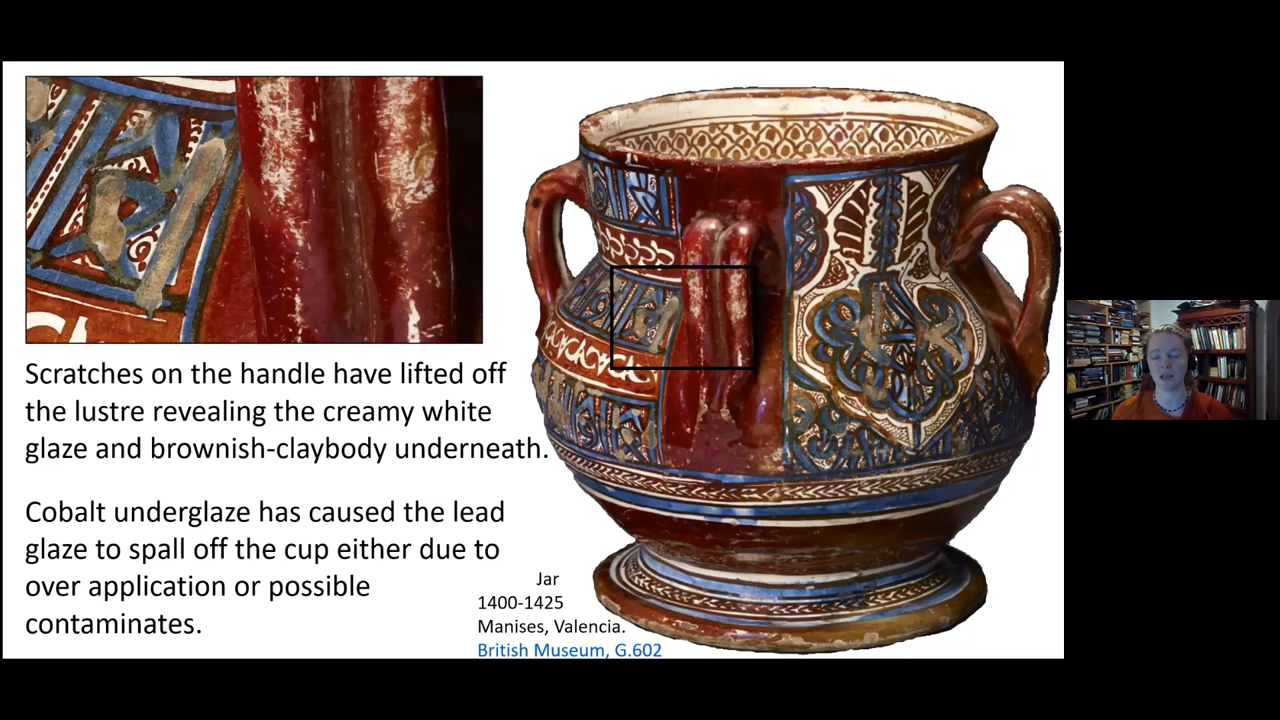 Scratches on the handle have lifted off
the lustre revealing the creamy white
glaze and brownish-claybody underneath.
Cobalt underglaze has caused the lead
glaze to spall off the cup either due to
over application or possible
contaminates.
Jar
1400-1425
Manises, Valencia.
British Museum, G.602